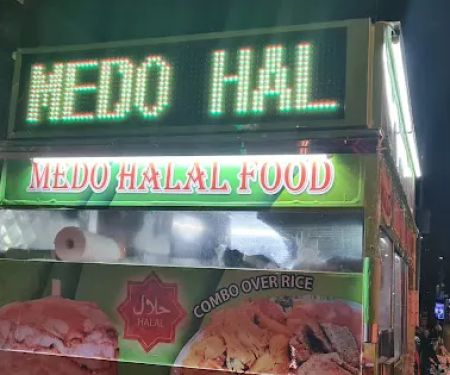 MEDO HAL
MEDO HALAL FOOD
حلال
HALAL
COMBO OVER RICE